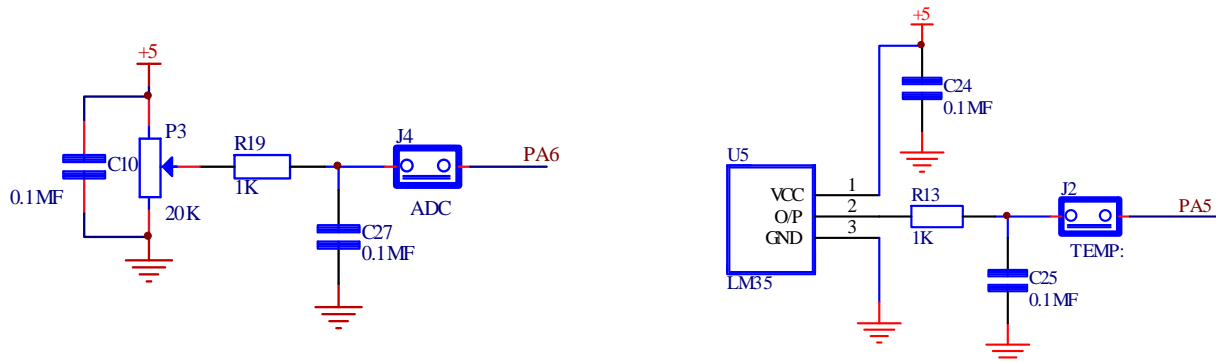 +5
P3
C10
0.1MF
20K
R19
1K
C27
0.1MF
J4
ADC
PA6
+5
C24
0.1MF
U5
VCC
O/P
GND
1
2
3
LM35
R13
1K
C25
0.1MF
J2
TEMP:
PA5